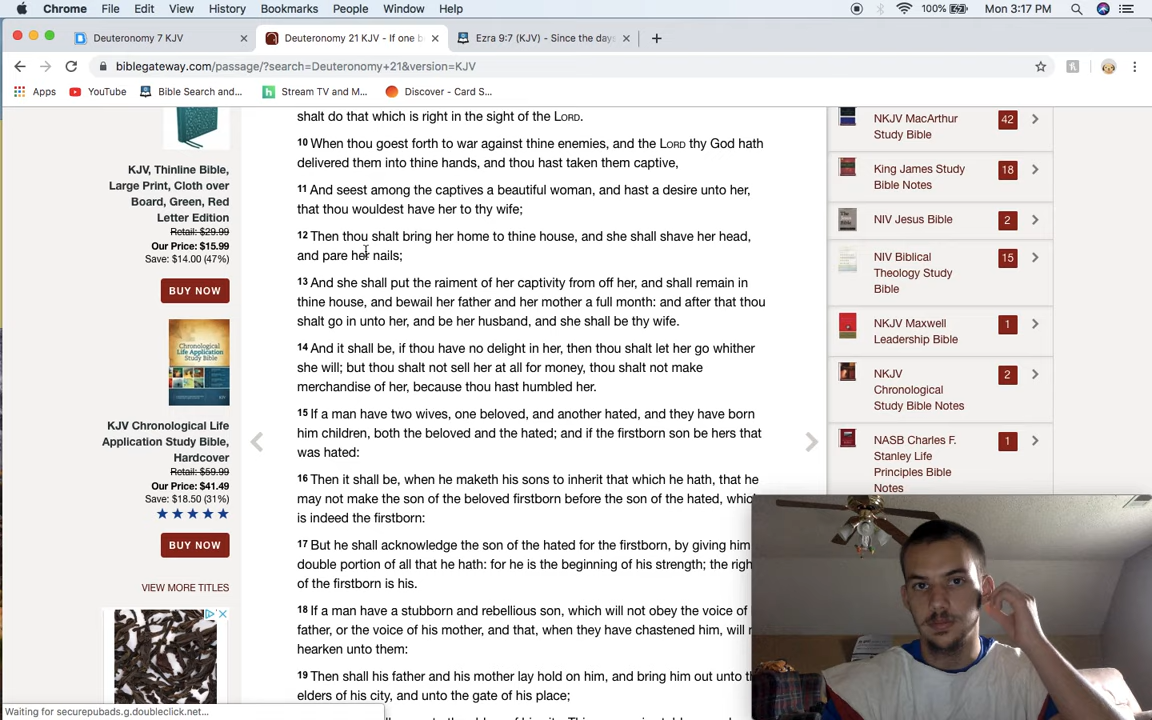 Chrome File Edit View History Bookmarks People Window Help 100% Mon 3:17 PM
Deuteronomy 7 KJV × Deuteronomy 21 KJV - If one b × Ezra 9:7 (KJV) - Since the days × +
biblegateway.com/passage/?search=Deuteronomy+21&version=KJV
Apps YouTube Bible Search and... Stream TV and M... Discover - Card S...
KJV, Thinline Bible,
Large Print, Cloth over
Board, Green, Red
Letter Edition
Retail: $29.99
Our Price: $15.99
Save: $14.00 (47%)
BUY NOW
KJV Chronological Life
Application Study Bible,
Hardcover
Retail: $59.99
Our Price: $41.49
Save: $18.50 (31%)
BUY NOW
VIEW MORE TITLES
shalt do that which is right in the sight of the LORD.
10 When thou goest forth to war against thine enemies, and the LORD thy God hath
delivered them into thine hands, and thou hast taken them captive,
11 And seest among the captives a beautiful woman, and hast a desire unto her,
that thou wouldest have her to thy wife;
12 Then thou shalt bring her home to thine house, and she shall shave her head,
and pare her nails;
13 And she shall put the raiment of her captivity from off her, and shall remain in
thine house, and bewail her father and her mother a full month: and after that thou
shalt go in unto her, and be her husband, and she shall be thy wife.
14 And it shall be, if thou have no delight in her, then thou shalt let her go whither
she will; but thou shalt not sell her at all for money, thou shalt not make
merchandise of her, because thou hast humbled her.
15 If a man have two wives, one beloved, and another hated, and they have born
him children, both the beloved and the hated; and if the firstborn son be hers that
was hated:
16 Then it shall be, when he maketh his sons to inherit that which he hath, that he
may not make the son of the beloved firstborn before the son of the hated, which
is indeed the firstborn:
17 But he shall acknowledge the son of the hated for the firstborn, by giving him
double portion of all that he hath: for he is the beginning of his strength; the righ
of the firstborn is his.
18 If a man have a stubborn and rebellious son, which will not obey the voice of
father, or the voice of his mother, and that, when they have chastened him, will
hearken unto them:
19 Then shall his father and his mother lay hold on him, and bring him out unto
elders of his city, and unto the gate of his place;
NKJV MacArthur 42
Study Bible
King James Study 18
Bible Notes
NIV Jesus Bible 2
NIV Biblical 15
Theology Study
Bible
NKJV Maxwell 1
Leadership Bible
NKJV 2
Chronological
Study Bible Notes
NASB Charles F. 1
Stanley Life
Principles Bible
Notes
Waiting for securepubads.g.doubleclick.net...